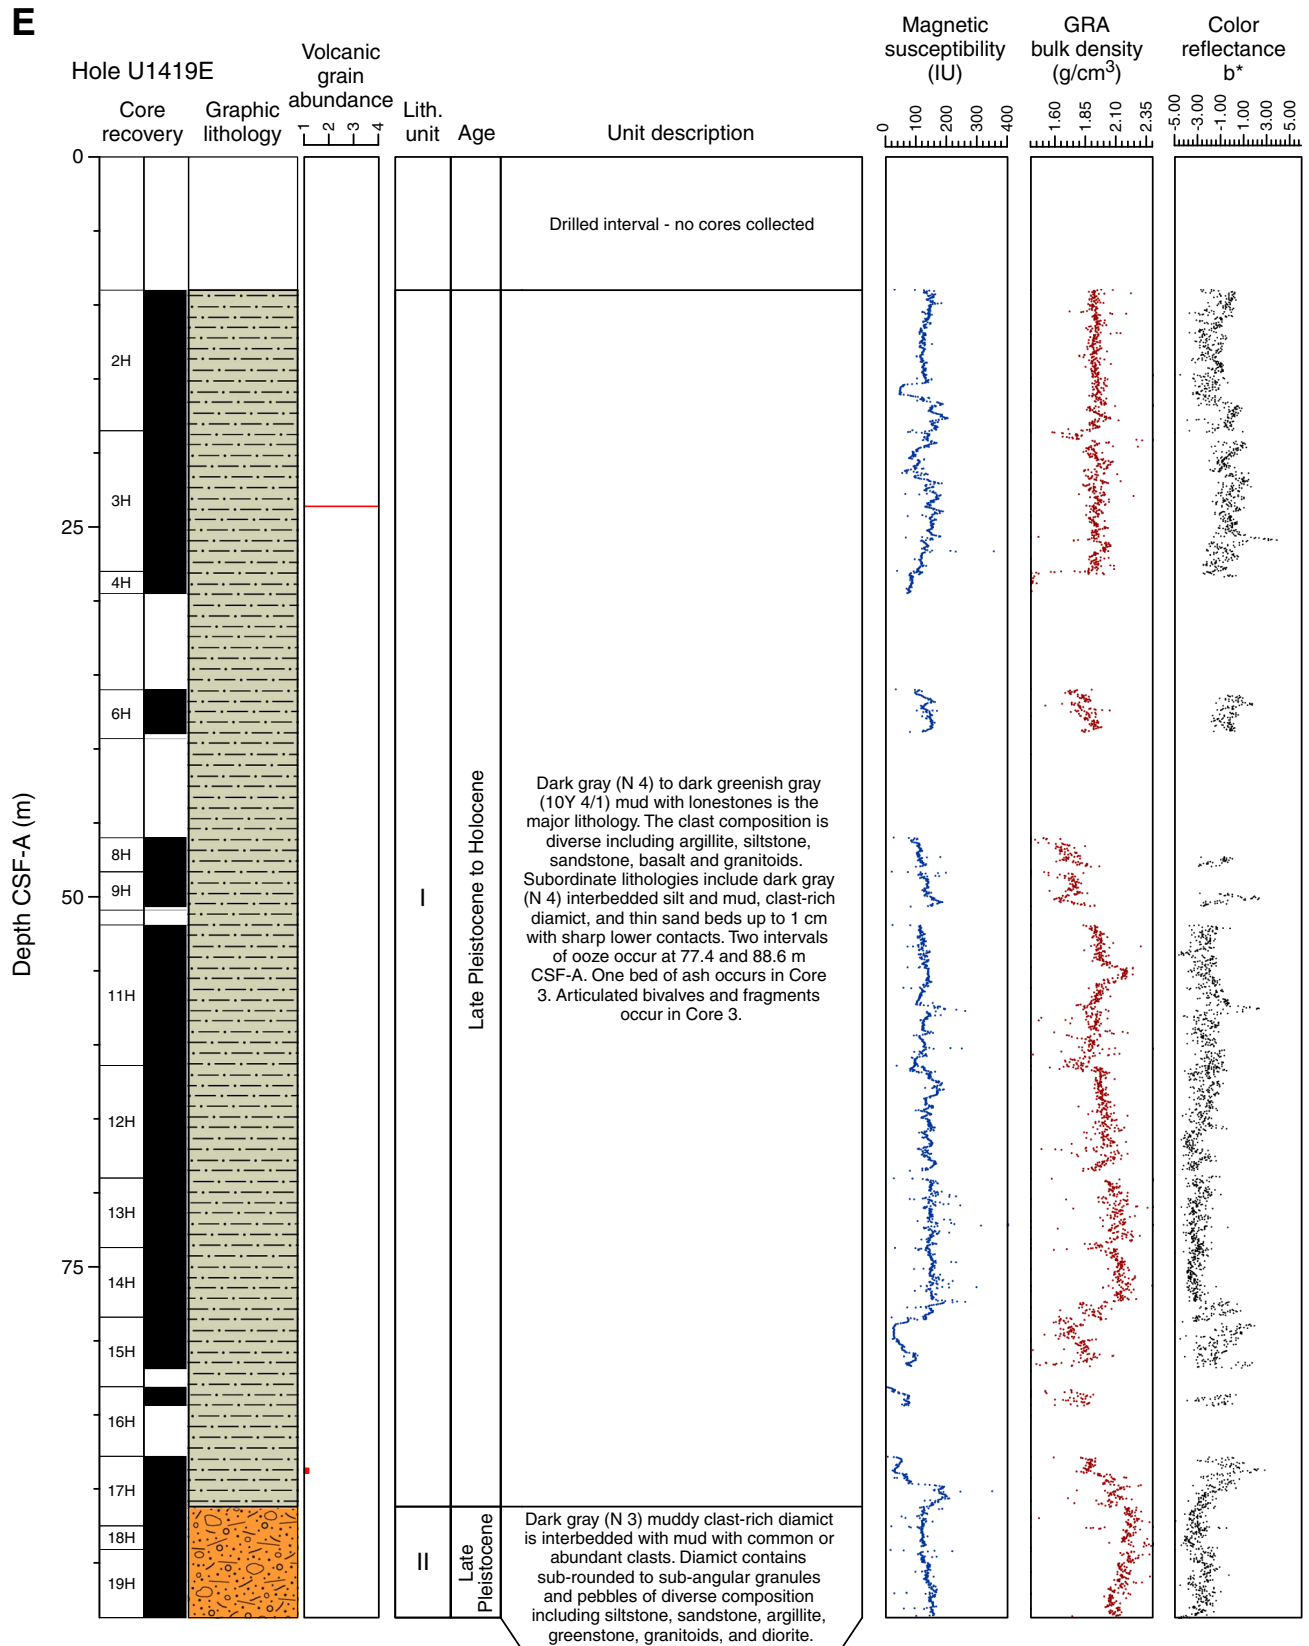 E
Hole U1419E
Core
recovery
Graphic
lithology
Volcanic
grain
abundance
1 2 3 4
Lith.
unit
Age
Unit description
Magnetic
susceptibility
(IU)
0 100 200 300 400
GRA
bulk density
(g/cm3)
1.60 1.85 2.10 2.35
Color
reflectance
b*
-5.00 -3.00 -1.00 1.00 3.00 5.00
Depth CSF-A (m)
0
25
50
75
2H
3H
4H
6H
8H
9H
11H
12H
13H
14H
15H
16H
17H
18H
19H
Drilled interval - no cores collected
I
Late Pleistocene to Holocene
Dark gray (N 4) to dark greenish gray
(10Y 4/1) mud with lonestones is the
major lithology. The clast composition is
diverse including argillite, siltstone,
sandstone, basalt and granitoids.
Subordinate lithologies include dark gray
(N 4) interbedded silt and mud, clast-rich
diamict, and thin sand beds up to 1 cm
with sharp lower contacts. Two intervals
of ooze occur at 77.4 and 88.6 m
CSF-A. One bed of ash occurs in Core
3. Articulated bivalves and fragments
occur in Core 3.
II
Late
Pleistocene
Dark gray (N 3) muddy clast-rich diamict
is interbedded with mud with common or
abundant clasts. Diamict contains
sub-rounded to sub-angular granules
and pebbles of diverse composition
including siltstone, sandstone, argillite,
greenstone, granitoids, and diorite.